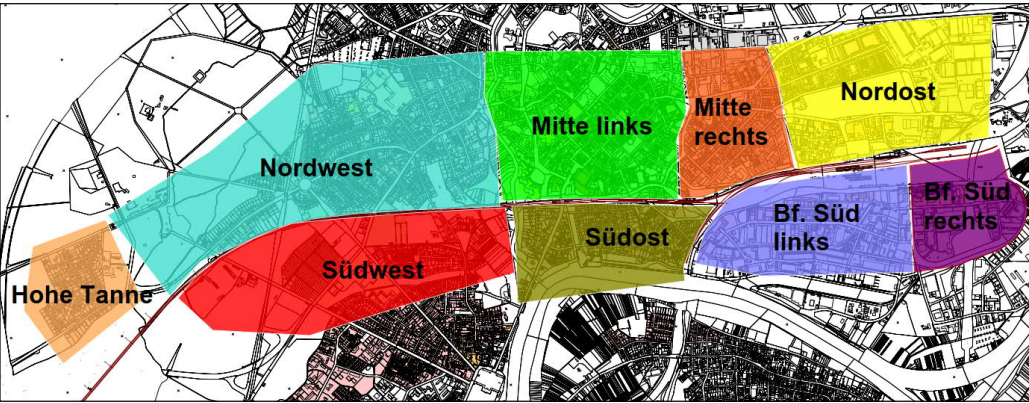 Nordost
Mitte
rechts
Mitte links
Nordwest
Bf. Süd
rechts
Bf. Süd
links
Südost
Südwest
Hohe Tanne